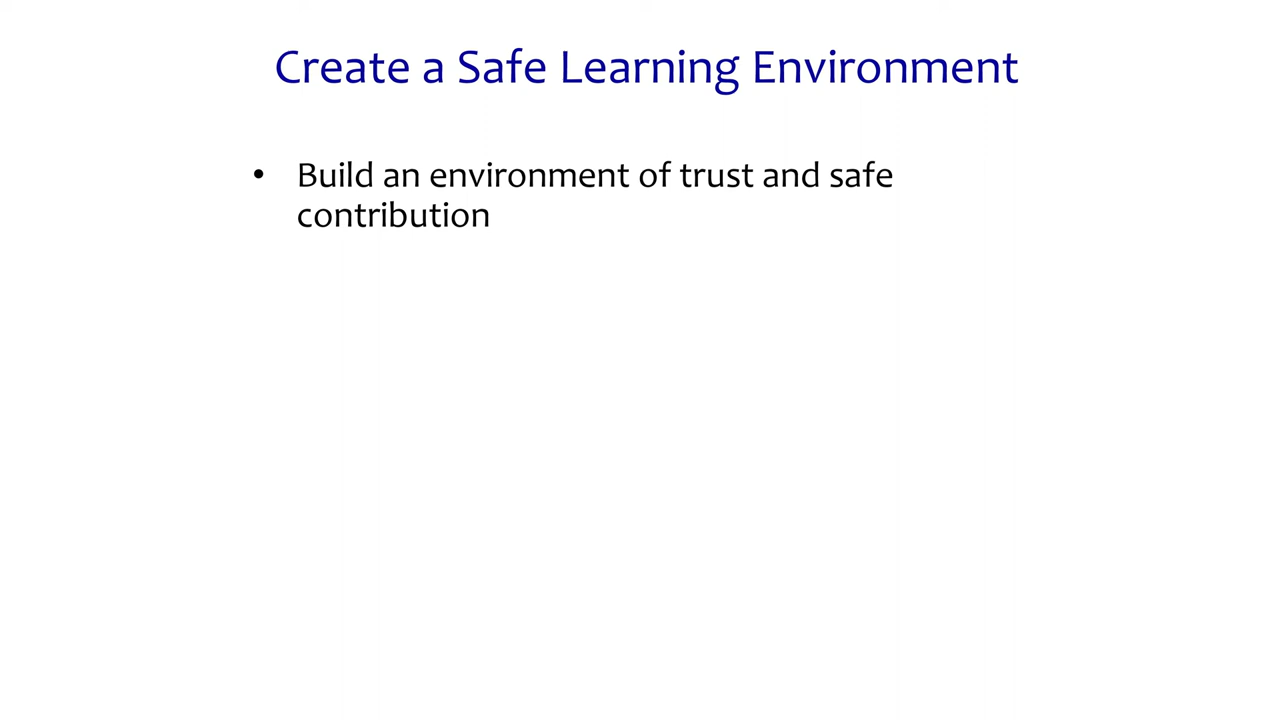 Create a Safe Learning Environment
• Build an environment of trust and safe
contribution